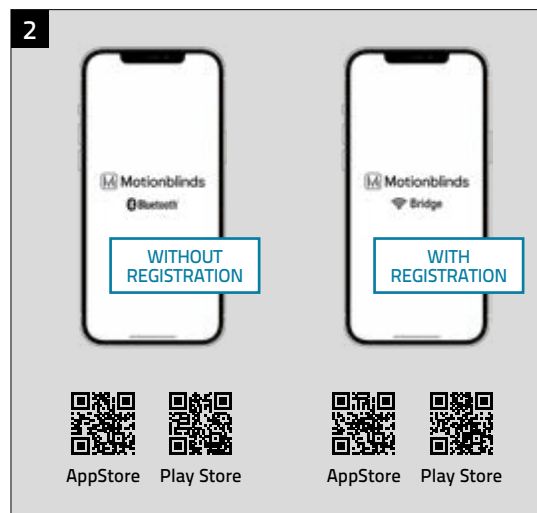 2
Motionblinds
Bluetooth
WITHOUT
REGISTRATION
AppStore Play Store
Motionblinds
Bridge
WITH
REGISTRATION
AppStore Play Store